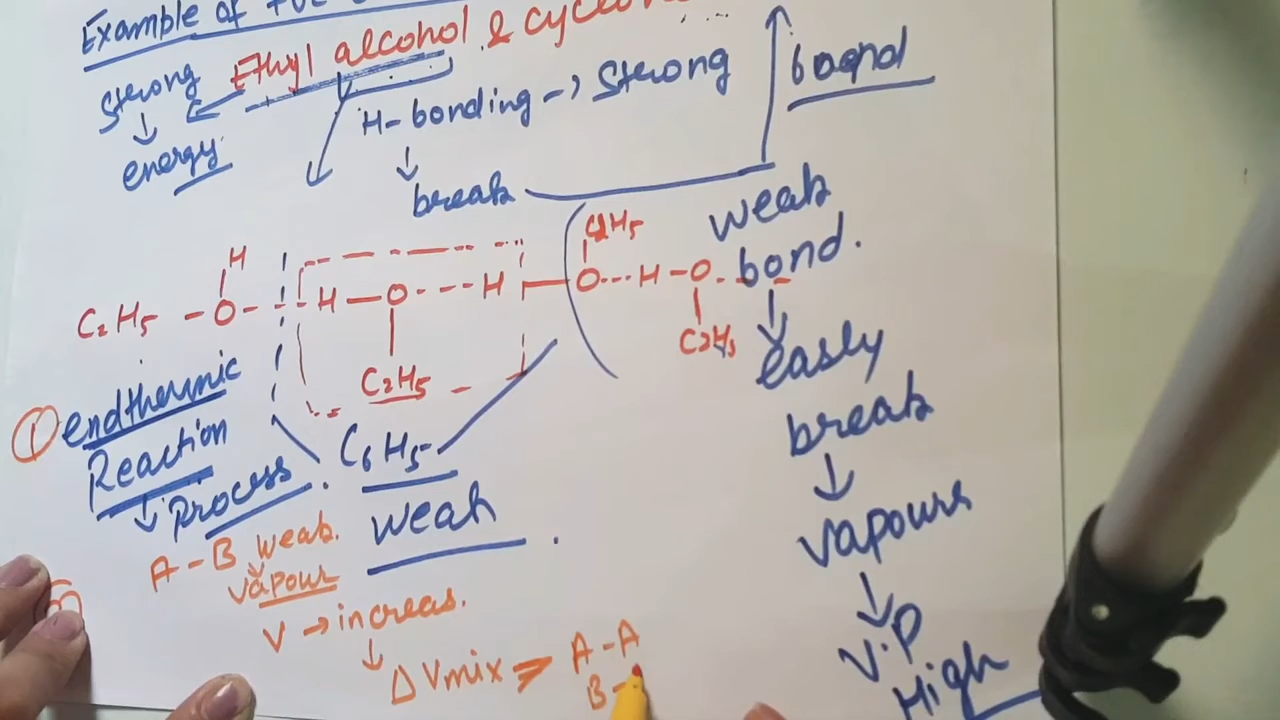 Example of +ve
Ethyl alcohol & cyclo
Strong
energy
H-bonding → Strong
break
bond
weak
bond.
easly
break
vapours
V.P
High
H
C₂H₅ - O - - - H - O - - - H - O - - - H - O - -
C₂H₅
C₂H₅
C₂H₅
① endthermic
Reaction
Process.
C₆H₅-
weak.
A-B weak.
vapour
V → increas.
ΔVmix = A-A
B-